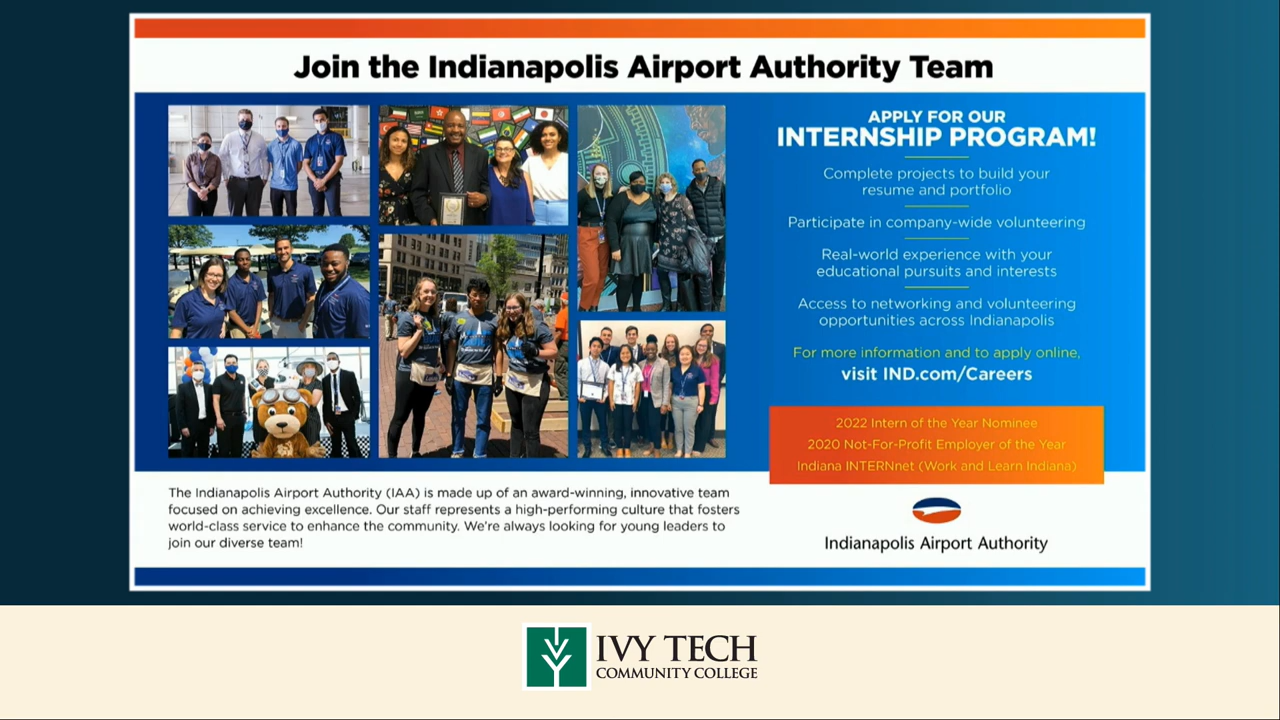 Join the Indianapolis Airport Authority Team
APPLY FOR OUR
INTERNSHIP PROGRAM!
Complete projects to build your
resume and portfolio
Participate in company-wide volunteering
Real-world experience with your
educational pursuits and interests
Access to networking and volunteering
opportunities across Indianapolis
For more information and to apply online,
visit IND.com/Careers
2022 Intern of the Year Nominee
2020 Not-For-Profit Employer of the Year
Indiana INTERNnet (Work and Learn Indiana)
The Indianapolis Airport Authority (IAA) is made up of an award-winning, innovative team
focused on achieving excellence. Our staff represents a high-performing culture that fosters
world-class service to enhance the community. We're always looking for young leaders to
join our diverse team!
Indianapolis Airport Authority
IVY TECH
COMMUNITY COLLEGE